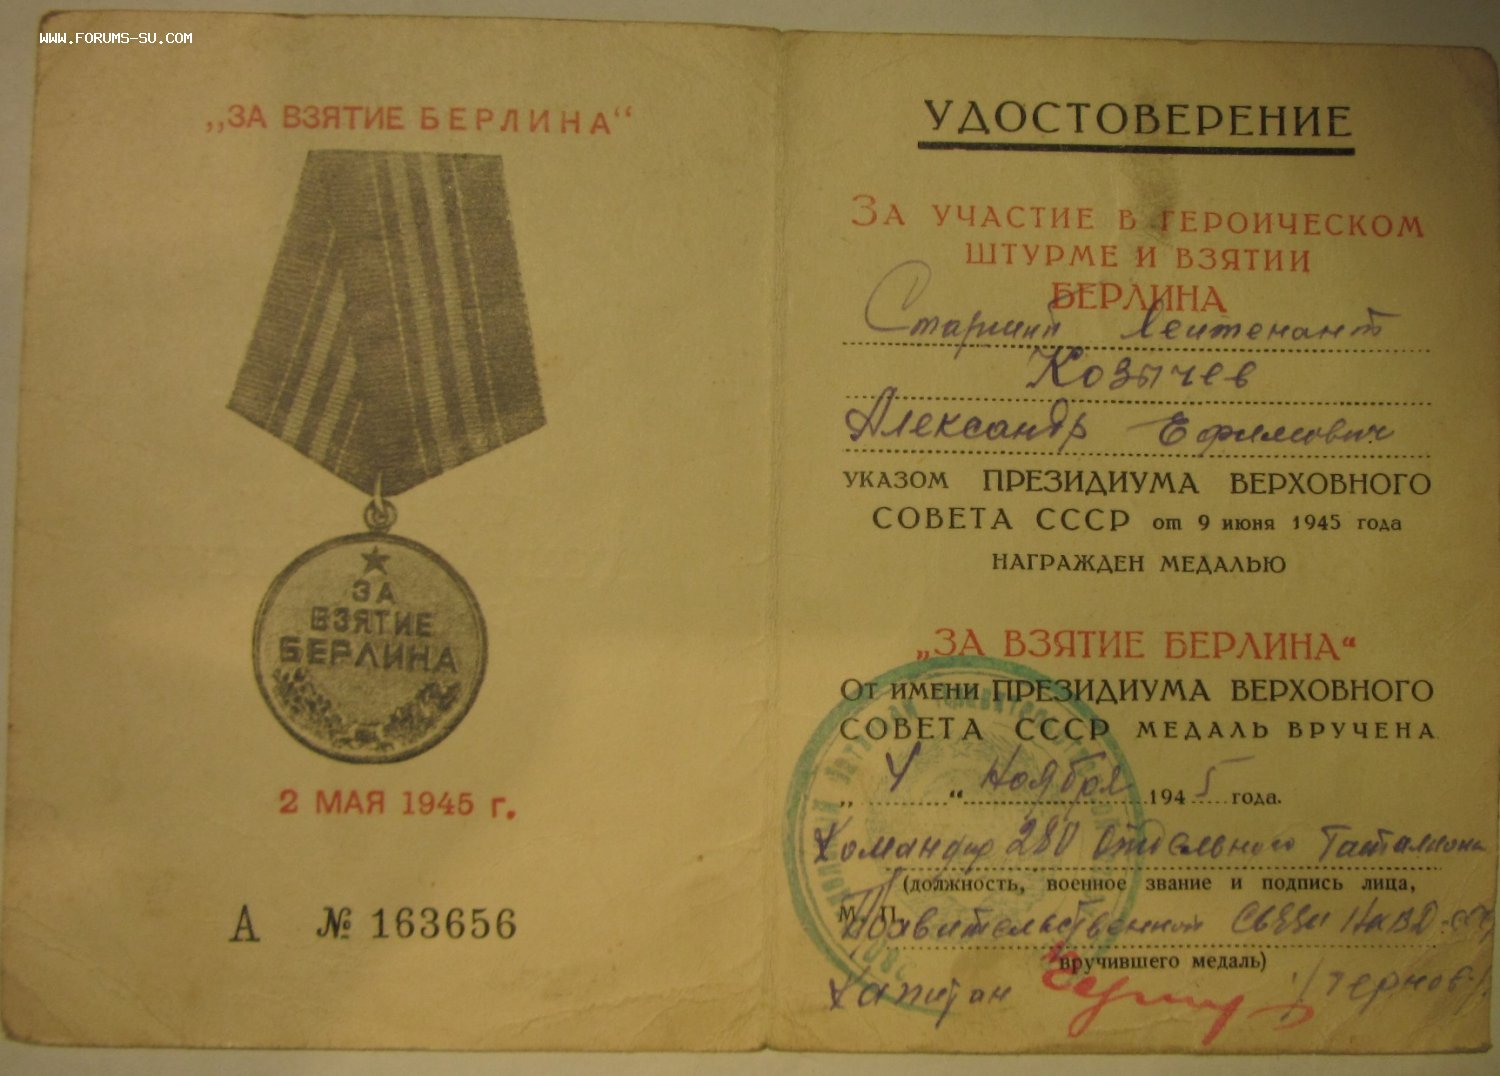 WWW.FORUMS-SU.COM
„ЗА ВЗЯТИЕ БЕРЛИНА“
ЗА
ВЗЯТИЕ
БЕРЛИНА
2 МАЯ 1945 г.
А № 163656
УДОСТОВЕРЕНИЕ
ЗА УЧАСТИЕ В ГЕРОИЧЕСКОМ
ШТУРМЕ И ВЗЯТИИ
БЕРЛИНА
Старший лейтенант
Козычев
Александр Ефимович
УКАЗОМ ПРЕЗИДИУМА ВЕРХОВНОГО
СОВЕТА СССР от 9 июня 1945 года
НАГРАЖДЕН МЕДАЛЬЮ
„ЗА ВЗЯТИЕ БЕРЛИНА“
ОТ ИМЕНИ ПРЕЗИДИУМА ВЕРХОВНОГО
СОВЕТА СССР МЕДАЛЬ ВРУЧЕНА
„ 4 “ ноября 1945 года.
Командир 280 отдельного Баталиона
(должность, военное звание и подпись лица,
М. П.
Правительственной связи НКВД-СССР
вручившего медаль)
Капитан